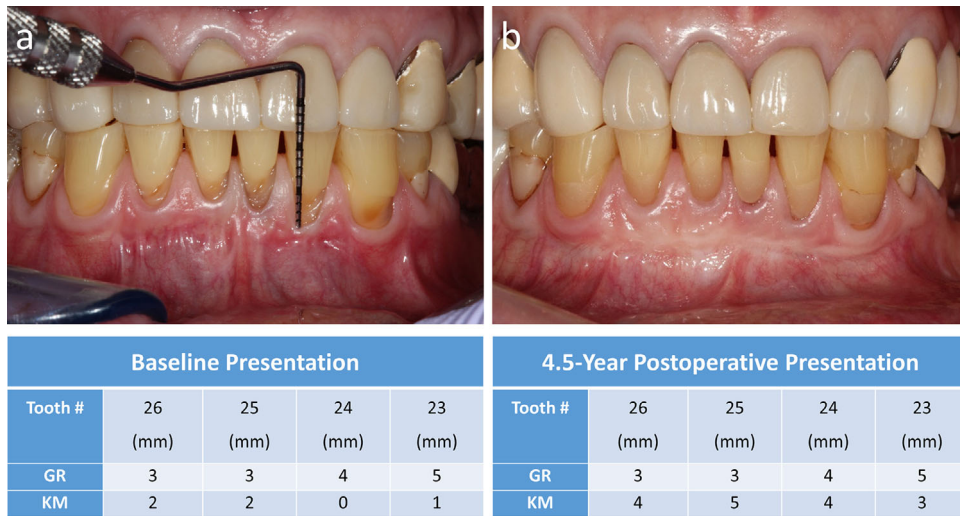 a
b
Baseline Presentation
Tooth # 26 (mm) 25 (mm) 24 (mm) 23 (mm)
GR 3 3 4 5
KM 2 2 0 1
4.5-Year Postoperative Presentation
Tooth # 26 (mm) 25 (mm) 24 (mm) 23 (mm)
GR 3 3 4 5
KM 4 5 4 3